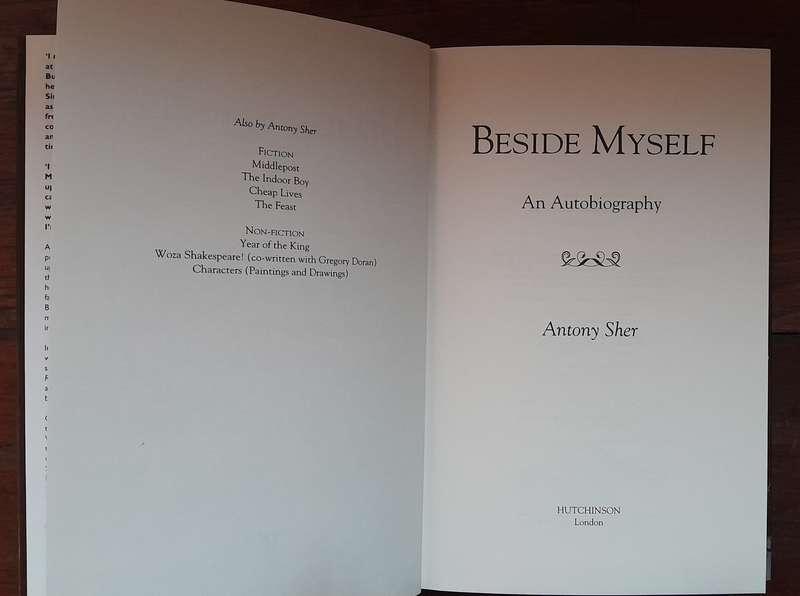 Also by Antony Sher
FICTION
Middlepost
The Indoor Boy
Cheap Lives
The Feast
NON-FICTION
Year of the King
Woza Shakespeare! (co-written with Gregory Doran)
Characters (Paintings and Drawings)
BESIDE MYSELF
An Autobiography
Antony Sher
HUTCHINSON
London